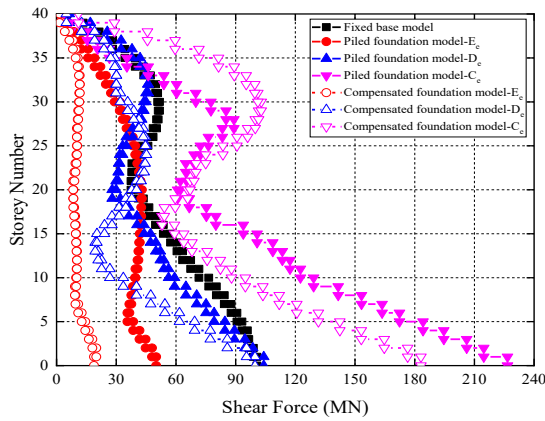 40
35
30
25
20
15
10
5
0
Storey Number
0 30 60 90 120 150 180 210 240
Shear Force (MN)
Fixed base model
Piled foundation model-Ee
Piled foundation model-De
Piled foundation model-Ce
Compensated foundation model-Ee
Compensated foundation model-De
Compensated foundation model-Ce